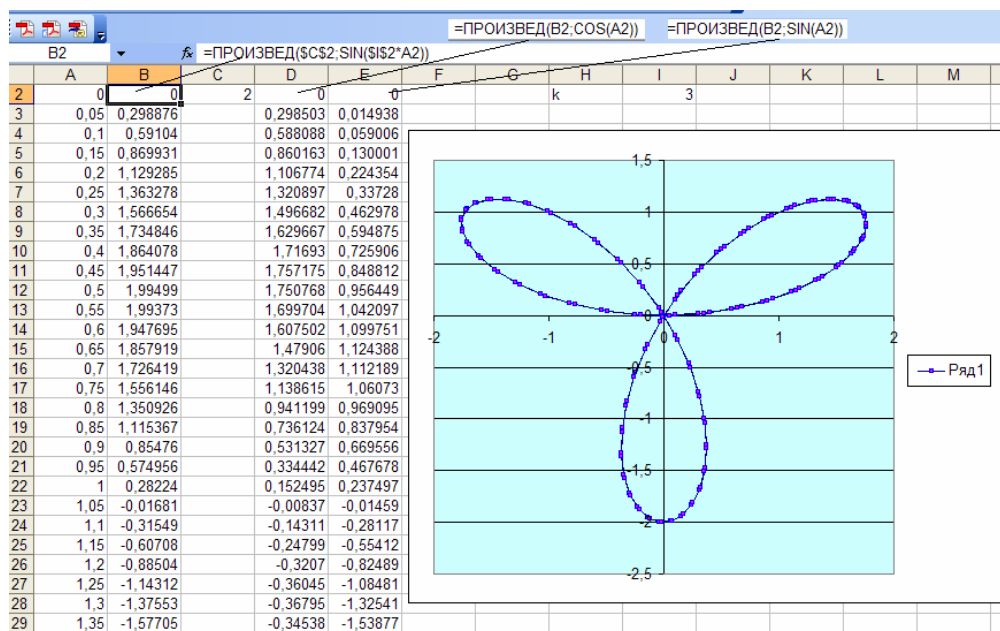 =ПРОИЗВЕД(B2;COS(A2)) =ПРОИЗВЕД(B2;SIN(A2))
B2 fx =ПРОИЗВЕД($C$2;SIN($I$2*A2))
A B C D E F G H I J K L M
2 0 0 2 0 0 k 3
3 0,05 0,298876 0,298503 0,014938
4 0,1 0,59104 0,588088 0,059006
5 0,15 0,869931 0,860163 0,130001
6 0,2 1,129285 1,106774 0,224354
7 0,25 1,363278 1,320897 0,33728
8 0,3 1,566654 1,496682 0,462978
9 0,35 1,734846 1,629667 0,594875
10 0,4 1,864078 1,71693 0,725906
11 0,45 1,951447 1,757175 0,848812
12 0,5 1,99499 1,750768 0,956449
13 0,55 1,99373 1,699704 1,042097
14 0,6 1,947695 1,607502 1,099751
15 0,65 1,857919 1,47906 1,124388
16 0,7 1,726419 1,320438 1,112189
17 0,75 1,556146 1,138615 1,06073
18 0,8 1,350926 0,941199 0,969095
19 0,85 1,115367 0,736124 0,837954
20 0,9 0,85476 0,531327 0,669556
21 0,95 0,574956 0,334442 0,467678
22 1 0,28224 0,152495 0,237497
23 1,05 -0,01681 -0,00837 -0,01459
24 1,1 -0,31549 -0,14311 -0,28117
25 1,15 -0,60708 -0,24799 -0,55412
26 1,2 -0,88504 -0,3207 -0,82489
27 1,25 -1,14312 -0,36045 -1,08481
28 1,3 -1,37553 -0,36795 -1,32541
29 1,35 -1,57705 -0,34538 -1,53877
1,5
1
0,5
0
-2 -1 0 1 2
-0,5
-1
-1,5
-2
-2,5
Ряд1